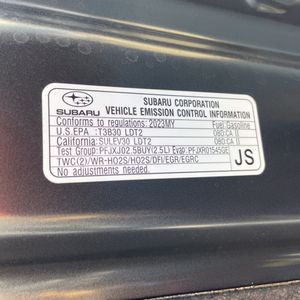 SUBARU CORPORATION
SUBARU VEHICLE EMISSION CONTROL INFORMATION
Conforms to regulations: 2023MY Fuel: Gasoline
U.S.EPA : T3B30 LDT2 OBD:CA II
California: SULEV30 LDT2 OBD:CA II
Test Group: PFJXJ02.5BUY(2.5L) Evap: PFJXR0154SGE
TWC(2)/WR-HO2S/HO2S/DFI/EGR/EGRC
No adjustments needed.
JS